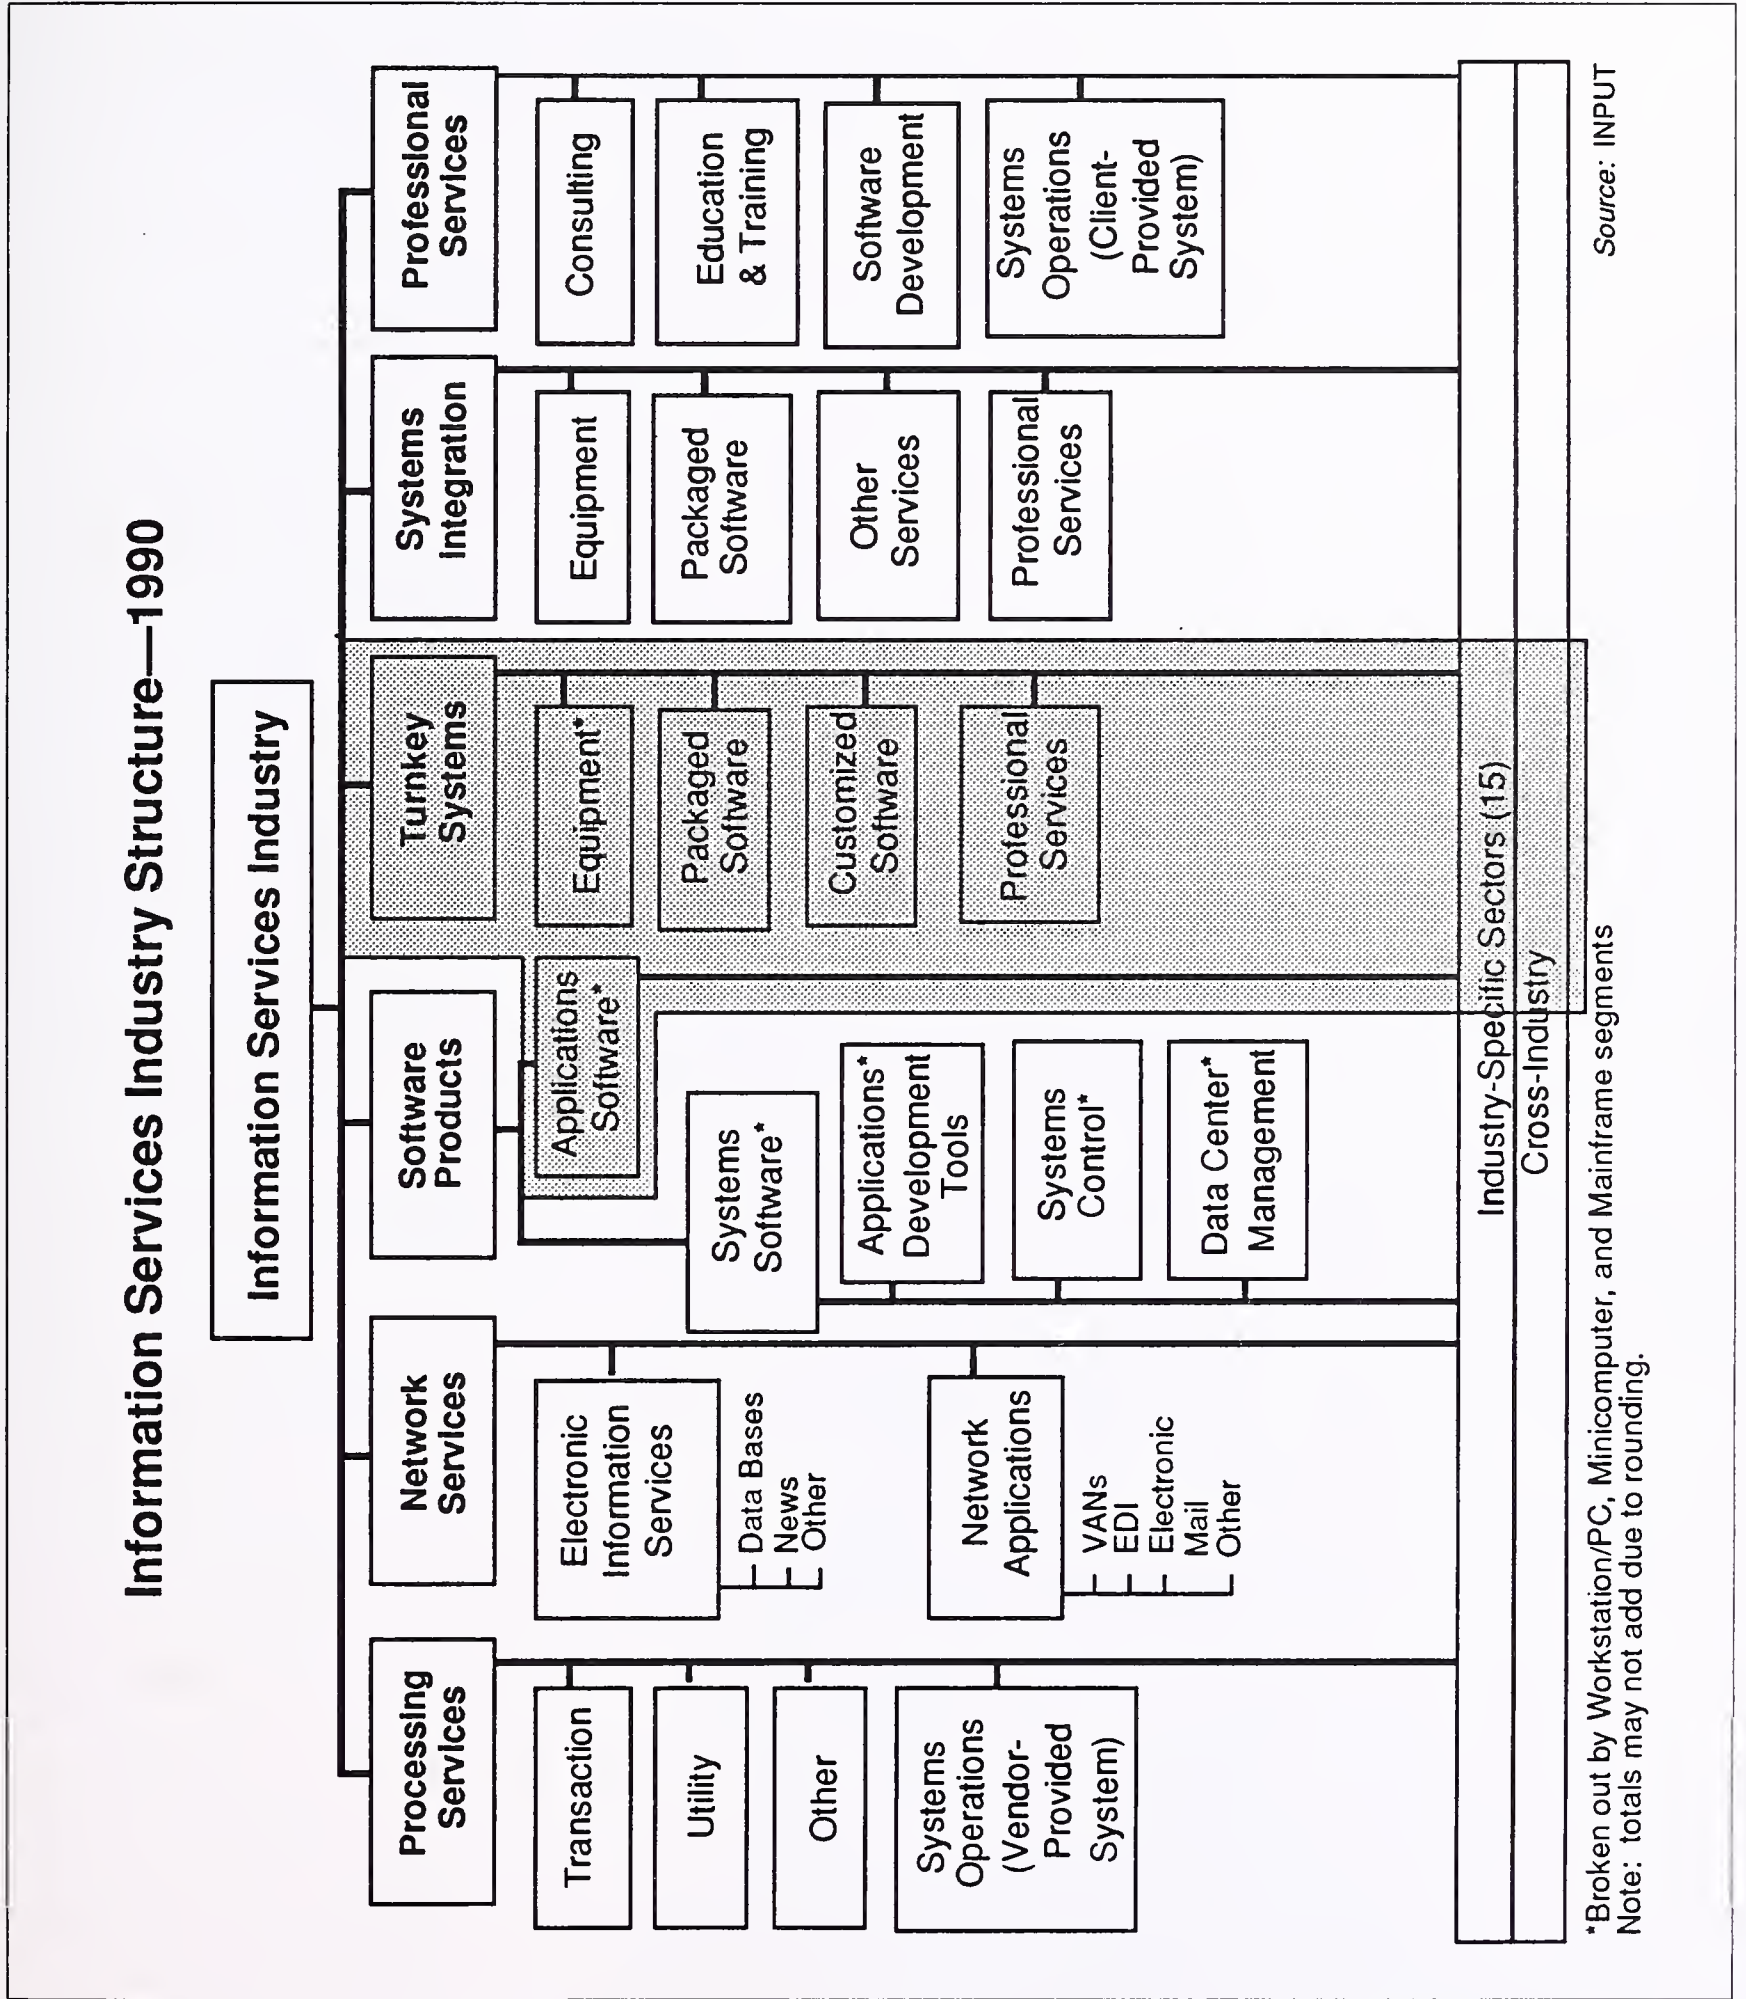 Information Services Industry Structure—1990
Information Services Industry
Processing
Services
Transaction
Utility
Other
Systems
Operations
(Vendor-
Provided
System)
Network
Services
Electronic
Information
Services
Data Bases
News
Other
Network
Applications
VANs
EDI
Electronic
Mail
Other
Software
Products
Applications
Software*
Systems
Software*
Applications*
Development
Tools
Systems
Control*
Data Center*
Management
Turnkey
Systems
Equipment*
Packaged
Software
Customized
Software
Professional
Services
Systems
Integration
Equipment
Packaged
Software
Other
Services
Professional
Services
Professional
Services
Consulting
Education
& Training
Software
Development
Systems
Operations
(Client-
Provided
System)
Industry-Specific Sectors (15)
Cross-Industry
*Broken out by Workstation/PC, Minicomputer, and Mainframe segments
Note: totals may not add due to rounding.
Source: INPUT